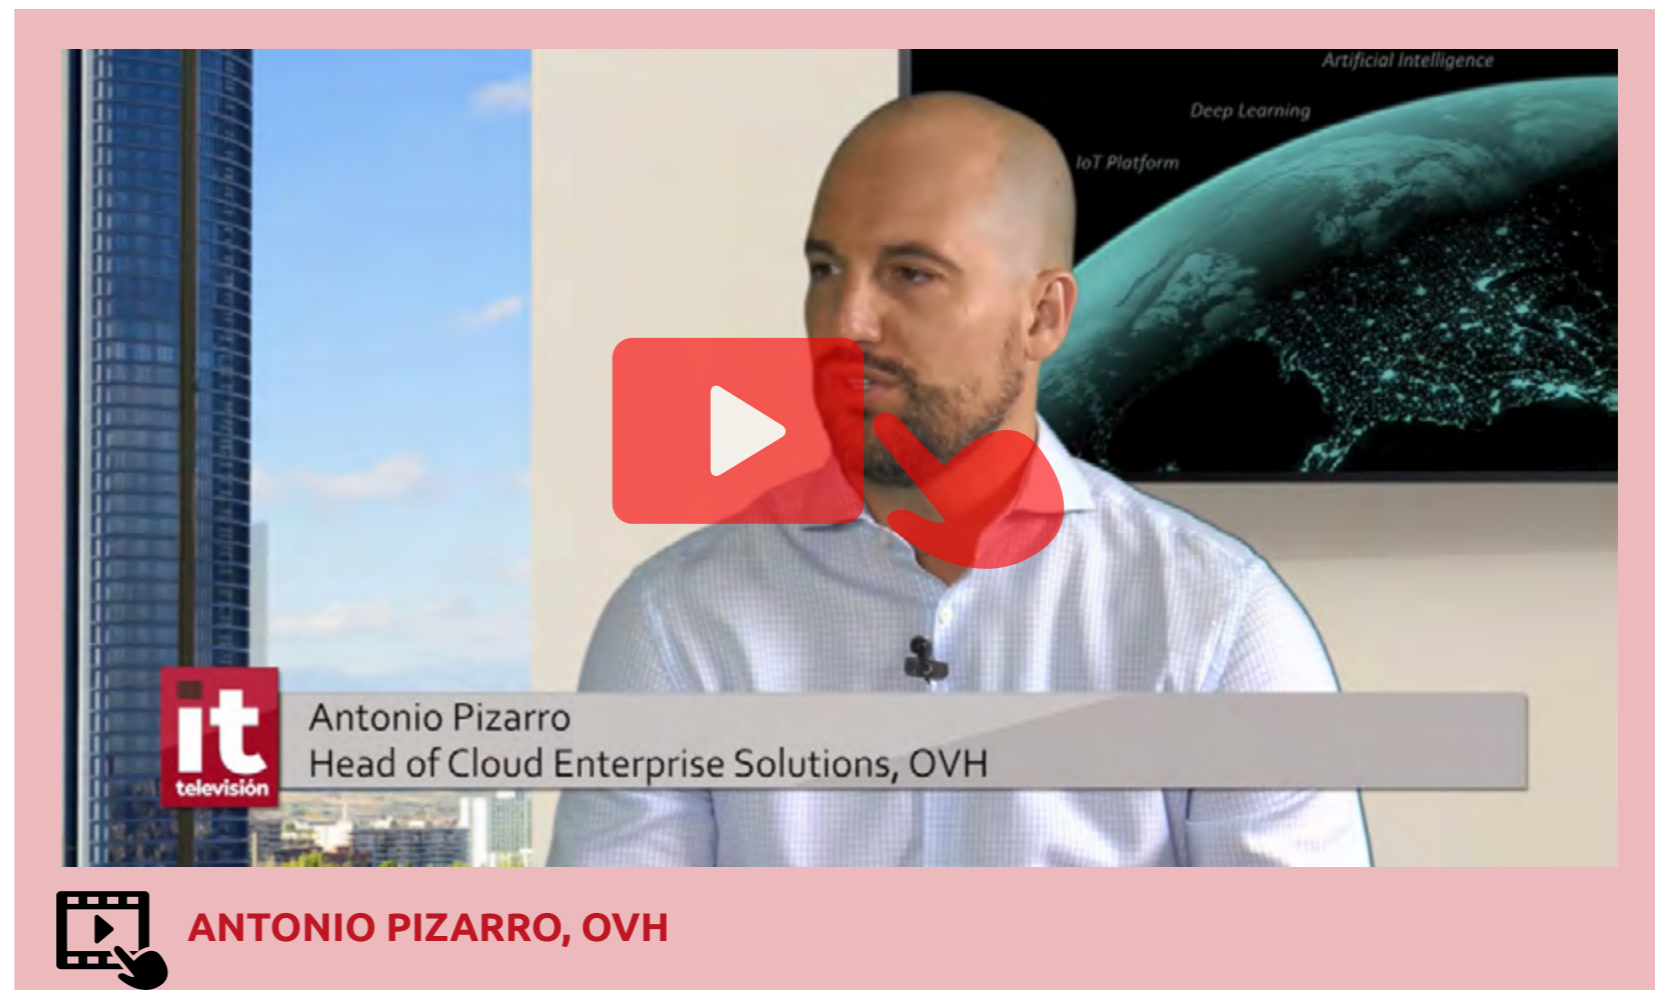 Artificial Intelligence
Deep Learning
IoT Platform
it
televisión
Antonio Pizarro
Head of Cloud Enterprise Solutions, OVH
ANTONIO PIZARRO, OVH